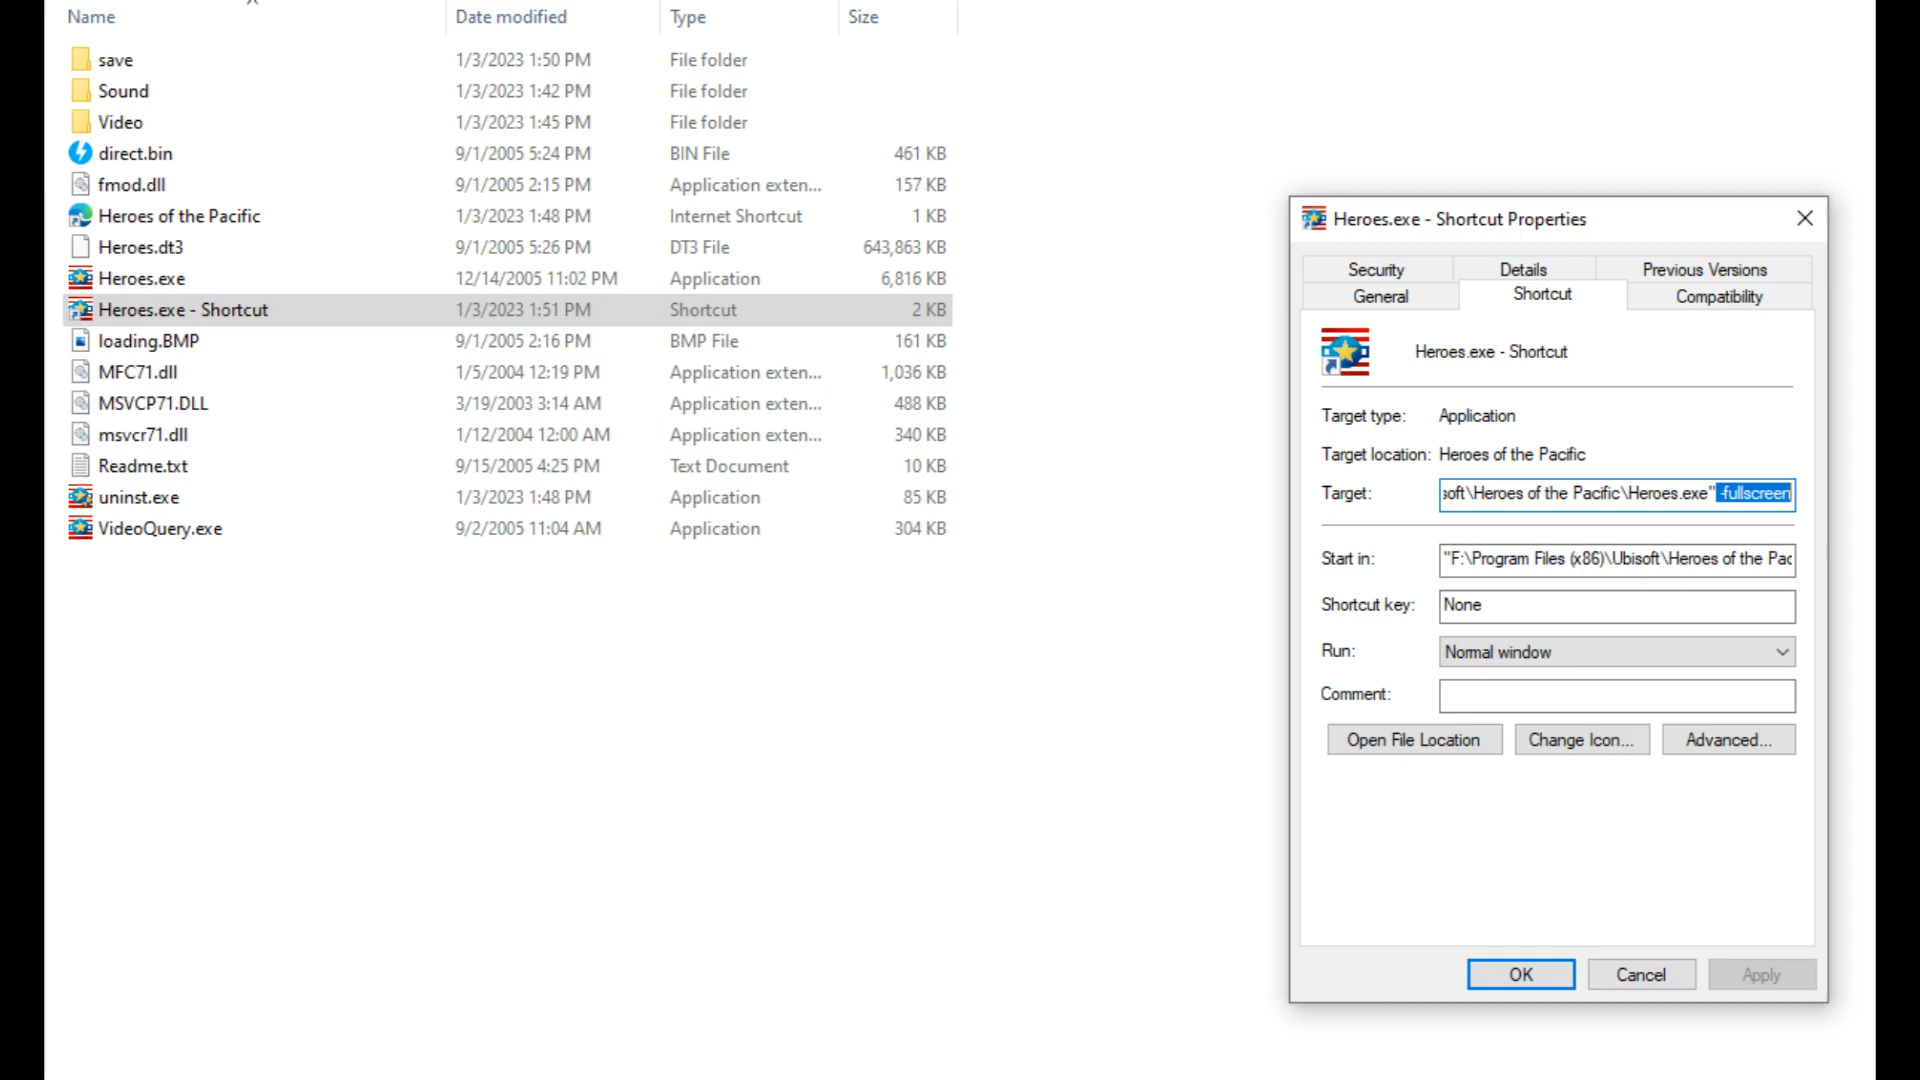 Name Date modified Type Size
save 1/3/2023 1:50 PM File folder
Sound 1/3/2023 1:42 PM File folder
Video 1/3/2023 1:45 PM File folder
direct.bin 9/1/2005 5:24 PM BIN File 461 KB
fmod.dll 9/1/2005 2:15 PM Application exten... 157 KB
Heroes of the Pacific 1/3/2023 1:48 PM Internet Shortcut 1 KB
Heroes.dt3 9/1/2005 5:26 PM DT3 File 643,863 KB
Heroes.exe 12/14/2005 11:02 PM Application 6,816 KB
Heroes.exe - Shortcut 1/3/2023 1:51 PM Shortcut 2 KB
loading.BMP 9/1/2005 2:16 PM BMP File 161 KB
MFC71.dll 1/5/2004 12:19 PM Application exten... 1,036 KB
MSVCP71.DLL 3/19/2003 3:14 AM Application exten... 488 KB
msvcr71.dll 1/12/2004 12:00 AM Application exten... 340 KB
Readme.txt 9/15/2005 4:25 PM Text Document 10 KB
uninst.exe 1/3/2023 1:48 PM Application 85 KB
VideoQuery.exe 9/2/2005 11:04 AM Application 304 KB
Heroes.exe - Shortcut Properties
Security Details Previous Versions
General Shortcut Compatibility
Heroes.exe - Shortcut
Target type: Application
Target location: Heroes of the Pacific
Target: soft\Heroes of the Pacific\Heroes.exe" -fullscreen
Start in: "F:\Program Files (x86)\Ubisoft\Heroes of the Pac
Shortcut key: None
Run: Normal window
Comment:
Open File Location Change Icon... Advanced...
OK Cancel Apply